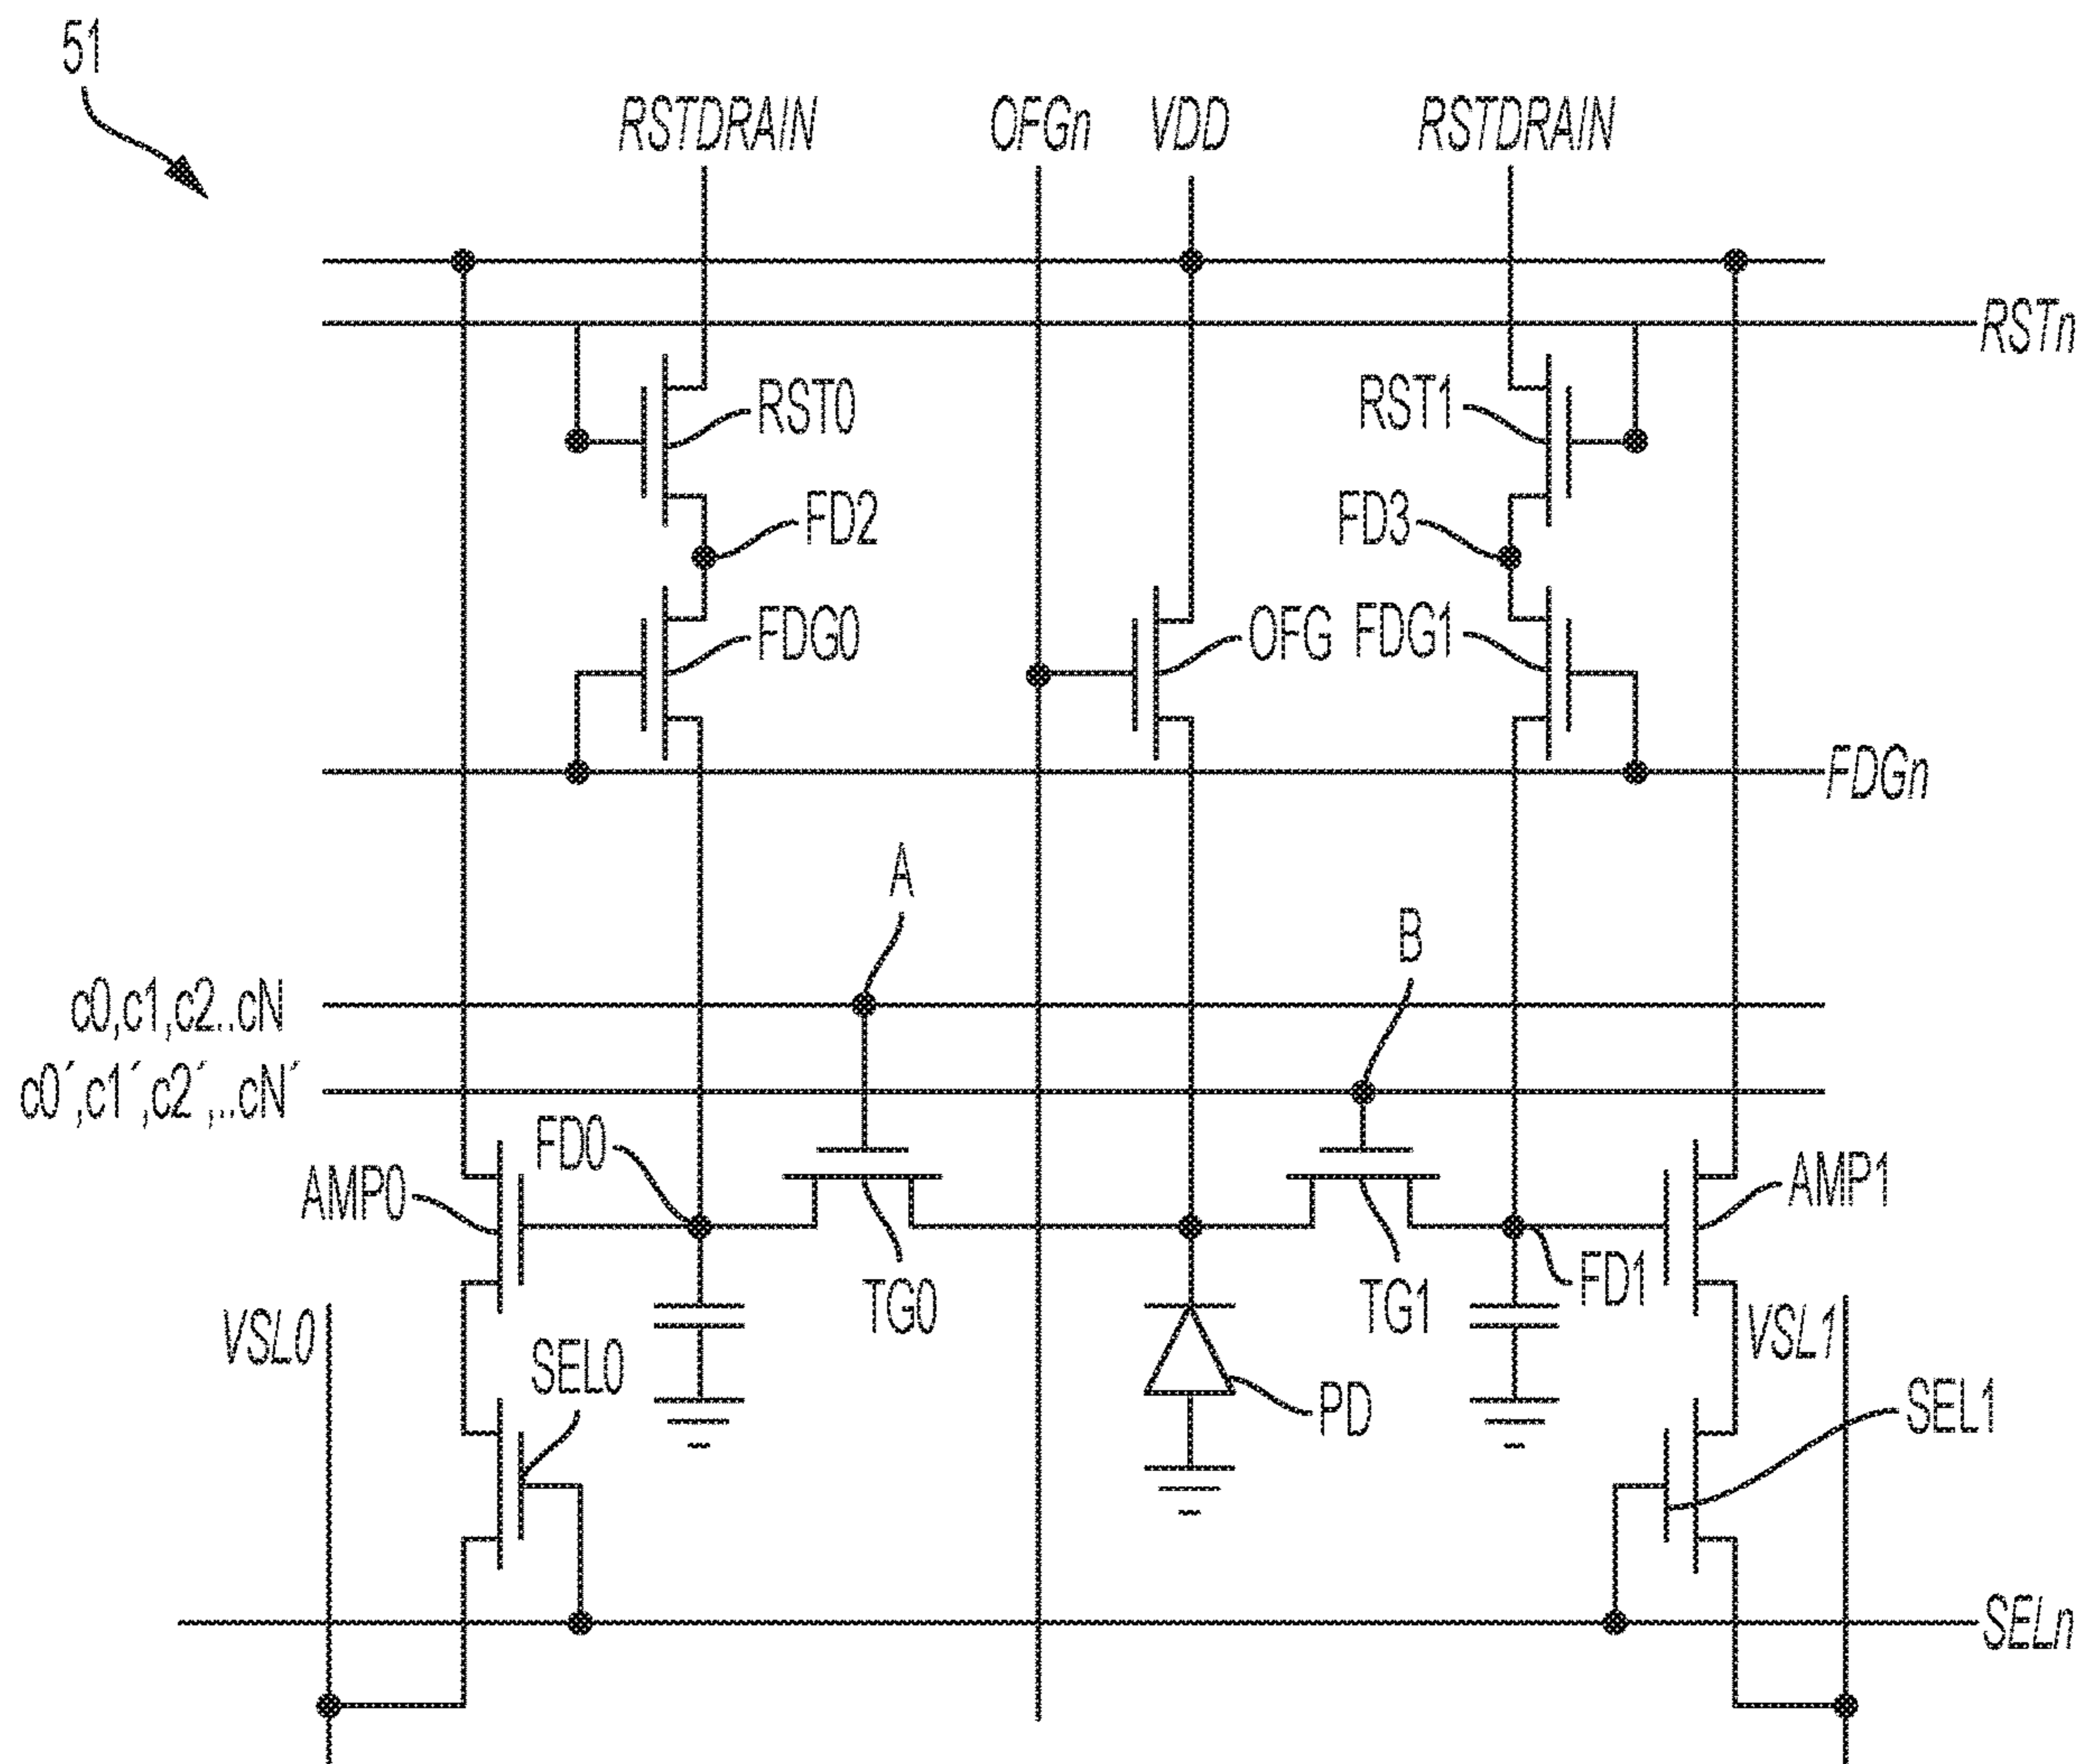 51
RSTDRAIN OFGn VDD RSTDRAIN
RSTn
RST0 RST1
FD2 FD3
FDG0 OFG FDG1
FDGn
A
B
c0,c1,c2..cN
c0´,c1´,c2´,..cN´
FD0
AMP0 AMP1
TG0 TG1 FD1
VSL0 VSL1
SEL0
PD
SEL1
SELn